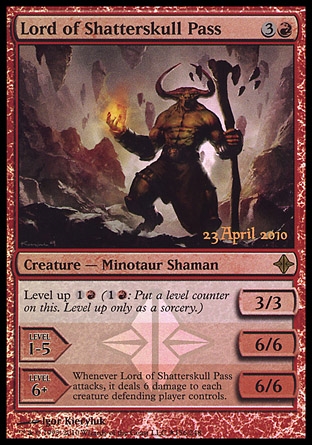 Lord of Shatterskull Pass 3
23 April 2010
Creature — Minotaur Shaman
Level up 1 (1 : Put a level counter
on this. Level up only as a sorcery.)
3/3
LEVEL
1-5
6/6
LEVEL
6+
Whenever Lord of Shatterskull Pass
attacks, it deals 6 damage to each
creature defending player controls.
6/6
Igor Kieryluk